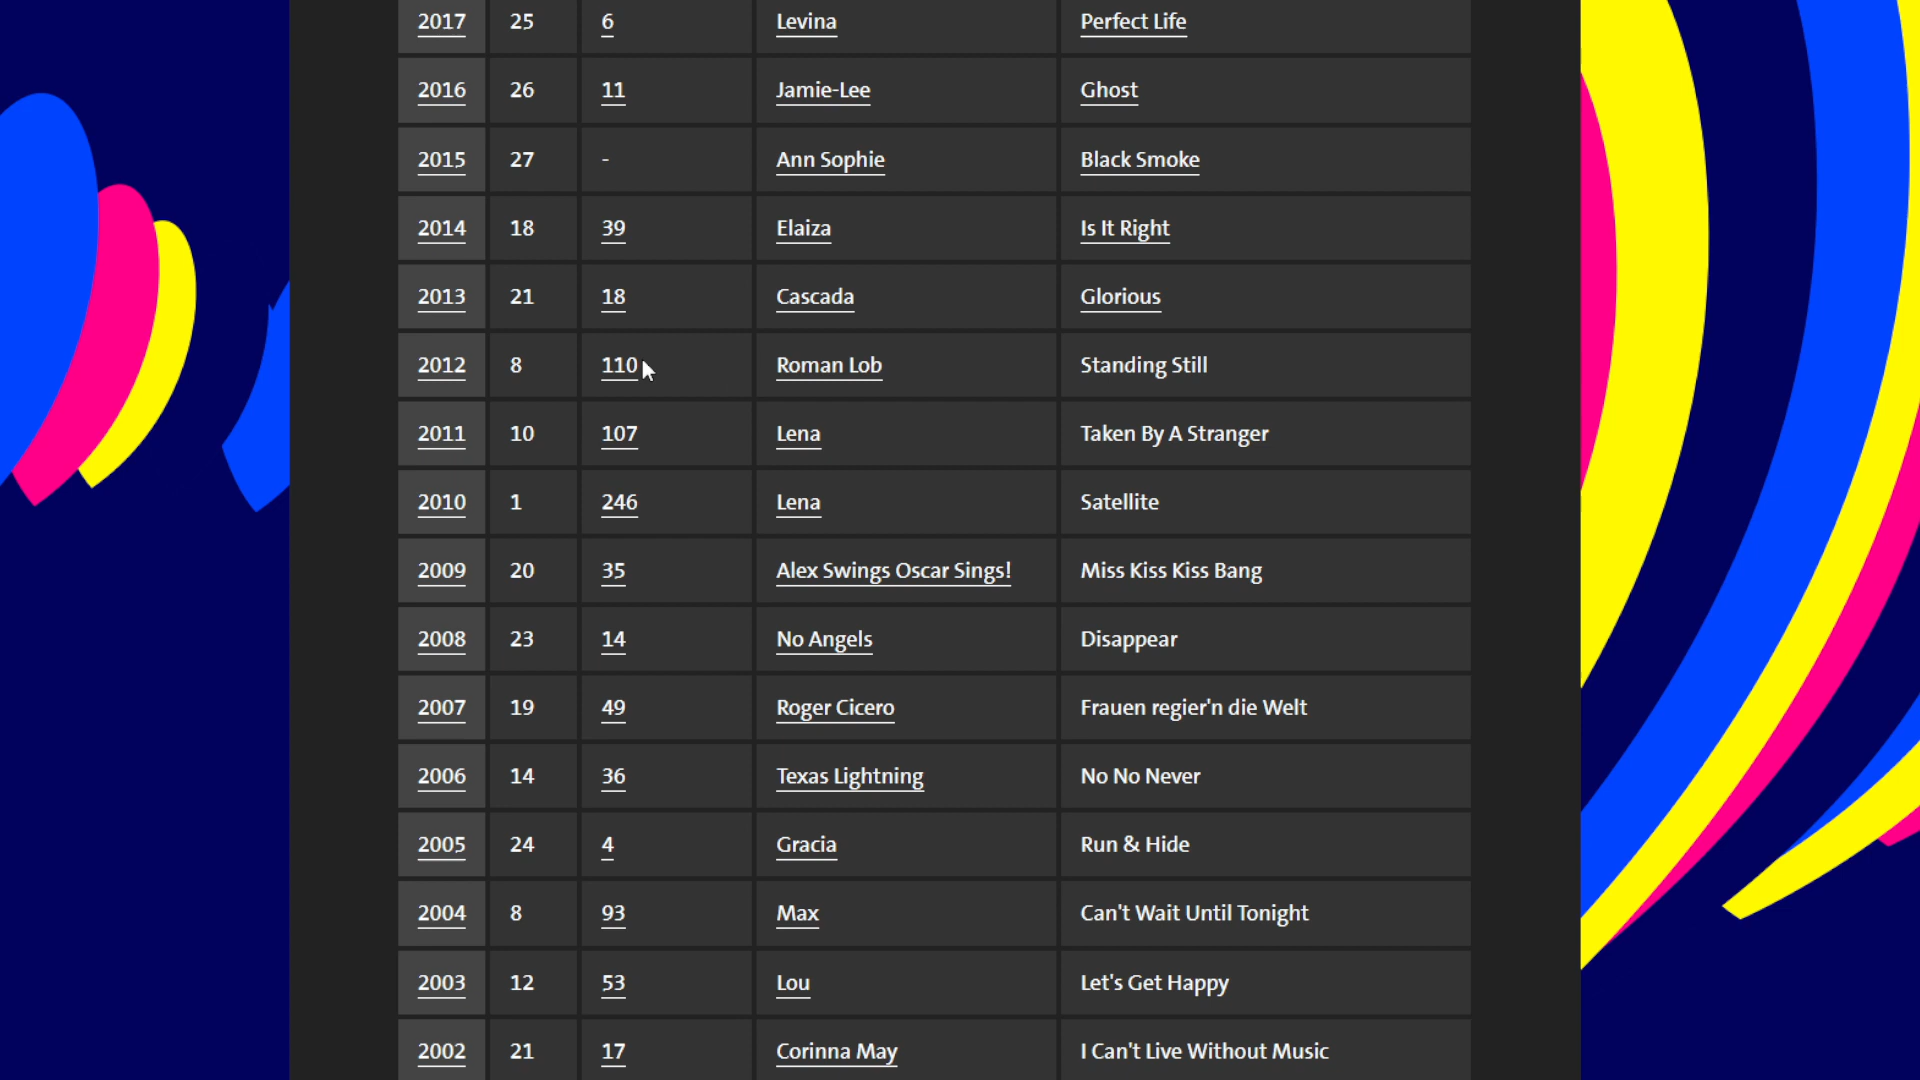 2017 25 6 Levina Perfect Life
2016 26 11 Jamie-Lee Ghost
2015 27 - Ann Sophie Black Smoke
2014 18 39 Elaiza Is It Right
2013 21 18 Cascada Glorious
2012 8 110 Roman Lob Standing Still
2011 10 107 Lena Taken By A Stranger
2010 1 246 Lena Satellite
2009 20 35 Alex Swings Oscar Sings! Miss Kiss Kiss Bang
2008 23 14 No Angels Disappear
2007 19 49 Roger Cicero Frauen regier'n die Welt
2006 14 36 Texas Lightning No No Never
2005 24 4 Gracia Run & Hide
2004 8 93 Max Can't Wait Until Tonight
2003 12 53 Lou Let's Get Happy
2002 21 17 Corinna May I Can't Live Without Music